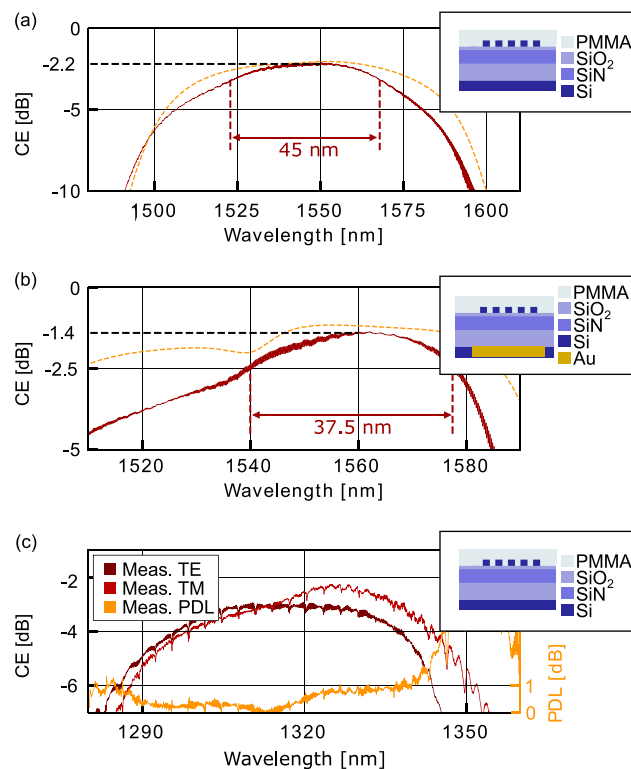 (a)
0
-2.2
-5
-10
CE [dB]
45 nm
1500
1525
1550
1575
1600
Wavelength [nm]
PMMA
SiO2
SiN
Si
(b)
0
-1.4
-2.5
-5
CE [dB]
37.5 nm
1520
1540
1560
1580
Wavelength [nm]
PMMA
SiO2
SiN
Si
Au
(c)
Meas. TE
Meas. TM
Meas. PDL
-2
-4
-6
CE [dB]
1
0
PDL [dB]
1290
1320
1350
Wavelength [nm]
PMMA
SiO2
SiN
Si